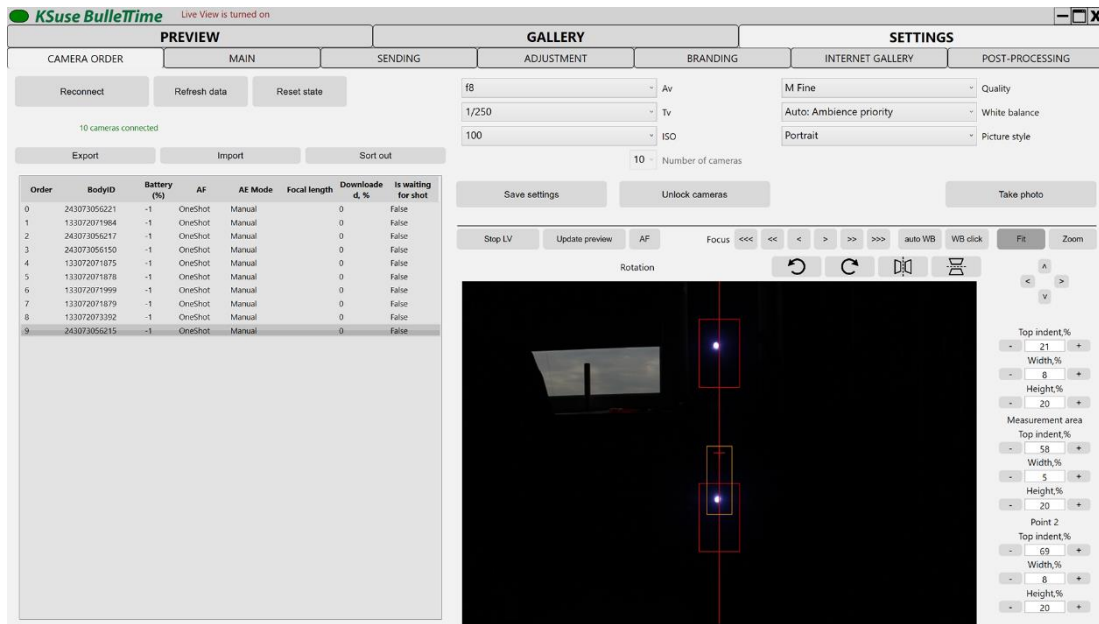 KSuse BulleTTime Live View is turned on
PREVIEW GALLERY SETTINGS
CAMERA ORDER MAIN SENDING ADJUSTMENT BRANDING INTERNET GALLERY POST-PROCESSING
Reconnect Refresh data Reset state
10 cameras connected
Export Import Sort out
Order BodyID Battery (%) AF AE Mode Focal length Downloade d, % Is waiting for shot
0 243073056221 -1 OneShot Manual 0 False
1 133072071984 -1 OneShot Manual 0 False
2 243073056217 -1 OneShot Manual 0 False
3 243073056150 -1 OneShot Manual 0 False
4 133072071875 -1 OneShot Manual 0 False
5 133072071878 -1 OneShot Manual 0 False
6 133072071999 -1 OneShot Manual 0 False
7 133072071879 -1 OneShot Manual 0 False
8 133072073392 -1 OneShot Manual 0 False
9 243073056215 -1 OneShot Manual 0 False
f8 Av M Fine Quality
1/250 Tv Auto: Ambience priority White balance
100 ISO Portrait Picture style
10 Number of cameras
Save settings Unlock cameras Take photo
Stop LV Update preview AF Focus <<< << < > >> >>> auto WB WB click Fit Zoom
Rotation
Top indent,%
- 21 +
Width,%
- 8 +
Height,%
- 20 +
Measurement area
Top indent,%
- 58 +
Width,%
- 5 +
Height,%
- 20 +
Point 2
Top indent,%
- 69 +
Width,%
- 8 +
Height,%
- 20 +